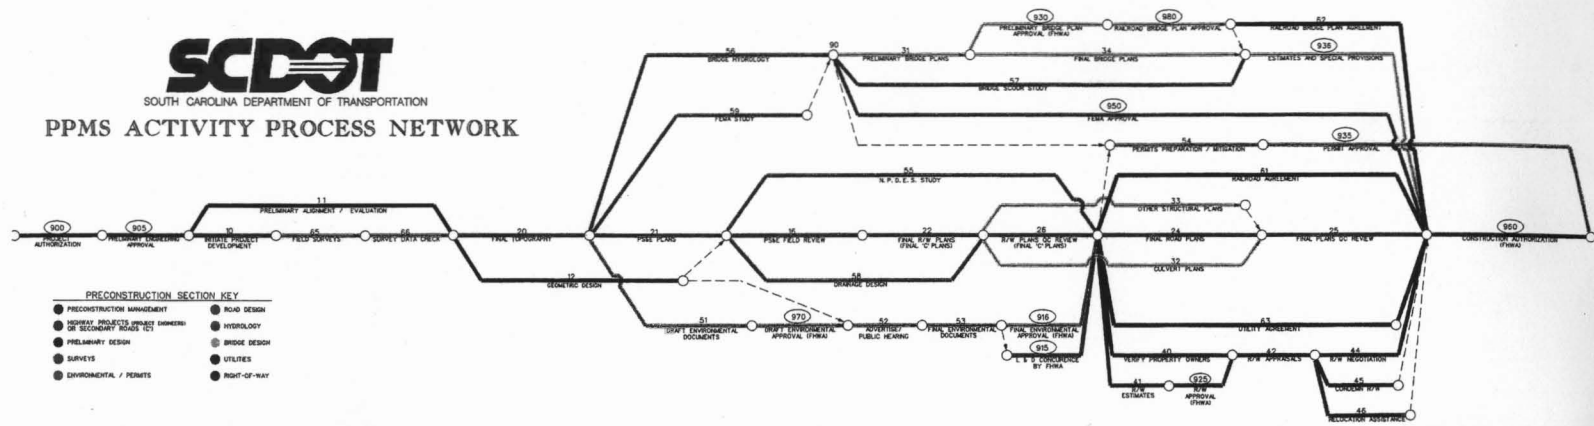 SCDOT
SOUTH CAROLINA DEPARTMENT OF TRANSPORTATION
PPMS ACTIVITY PROCESS NETWORK
900
PROJECT
AUTHORIZATION
905
PRELIMINARY ENGINEERING
APPROVAL
11
PRELIMINARY ALIGNMENT / EVALUATION
10
INITIATE PROJECT
DEVELOPMENT
65
FIELD SURVEYS
66
SURVEY DATA CHECK
20
FINAL TOPOGRAPHY
12
GEOMETRIC DESIGN
56
BRIDGE HYDROLOGY
59
FEMA STUDY
90
31
PRELIMINARY BRIDGE PLANS
930
PRELIMINARY BRIDGE PLAN
APPROVAL (FHWA)
980
RAILROAD BRIDGE PLAN APPROVAL
62
RAILROAD BRIDGE PLAN AGREEMENT
34
FINAL BRIDGE PLANS
936
ESTIMATES AND SPECIAL PROVISIONS
57
BRIDGE SCOUR STUDY
950
FEMA APPROVAL
54
PERMITS PREPARATION / MITIGATION
935
PERMIT APPROVAL
55
N.P.D.E.S. STUDY
61
RAILROAD AGREEMENT
21
PS&E PLANS
16
PS&E FIELD REVIEW
22
FINAL R/W PLANS
(FINAL "C" PLANS)
26
R/W PLANS QC REVIEW
(FINAL "C" PLANS)
33
OTHER STRUCTURAL PLANS
24
FINAL ROAD PLANS
32
CULVERT PLANS
25
FINAL PLANS QC REVIEW
960
CONSTRUCTION AUTHORIZATION
(FHWA)
58
DRAINAGE DESIGN
51
DRAFT ENVIRONMENTAL
DOCUMENTS
970
DRAFT ENVIRONMENTAL
APPROVAL (FHWA)
52
ADVERTISE/
PUBLIC HEARING
53
FINAL ENVIRONMENTAL
DOCUMENTS
916
FINAL ENVIRONMENTAL
APPROVAL (FHWA)
915
L & D CONCURENCE
BY FHWA
63
UTILITY AGREEMENT
40
VERIFY PROPERTY OWNERS
42
R/W APPRAISALS
44
R/W NEGOTIATION
41
R/W
ESTIMATES
925
R/W
APPROVAL
(FHWA)
45
CONDEMN R/W
46
RELOCATION ASSISTANCE
PRECONSTRUCTION SECTION KEY
PRECONSTRUCTION MANAGEMENT
HIGHWAY PROJECTS (PROJECT ENGINEERS)
OR SECONDARY ROADS ('C')
PRELIMINARY DESIGN
SURVEYS
ENVIRONMENTAL / PERMITS
ROAD DESIGN
HYDROLOGY
BRIDGE DESIGN
UTILITIES
RIGHT-OF-WAY